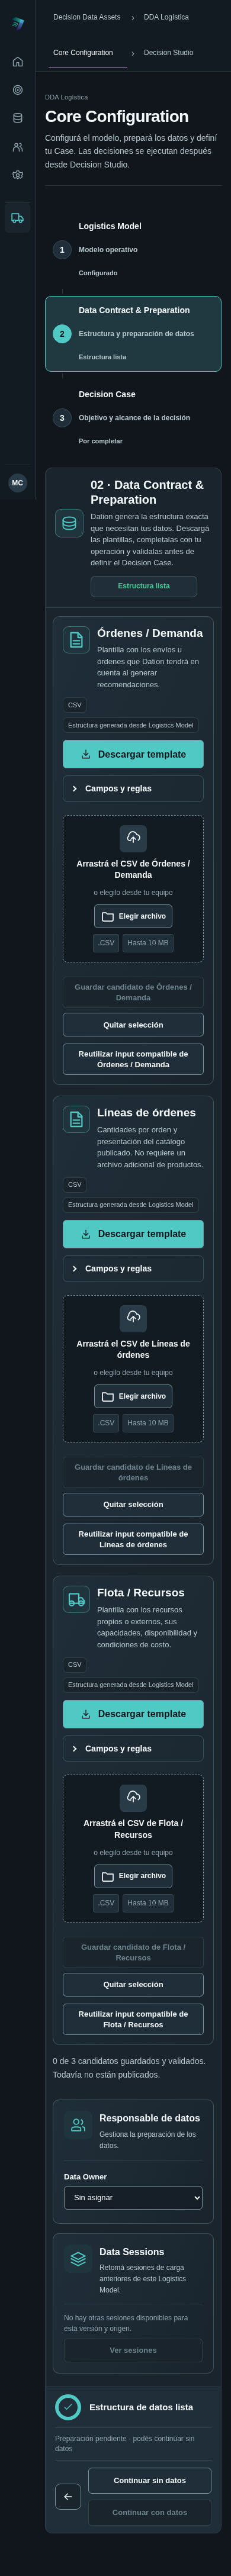 Decision Data Assets › DDA Logística
Core Configuration › Decision Studio
DDA Logística
Core Configuration
Configurá el modelo, prepará los datos y definí
tu Case. Las decisiones se ejecutan después
desde Decision Studio.
Logistics Model
1 Modelo operativo
Configurado
Data Contract & Preparation
2 Estructura y preparación de datos
Estructura lista
Decision Case
3 Objetivo y alcance de la decisión
Por completar
MC
02 · Data Contract &
Preparation
Dation genera la estructura exacta
que necesitan tus datos. Descargá
las plantillas, completalas con tu
operación y validalas antes de
definir el Decision Case.
Estructura lista
Órdenes / Demanda
Plantilla con los envíos u
órdenes que Dation tendrá en
cuenta al generar
recomendaciones.
CSV
Estructura generada desde Logistics Model
Descargar template
Campos y reglas
Arrastrá el CSV de Órdenes /
Demanda
o elegilo desde tu equipo
Elegir archivo
.CSV Hasta 10 MB
Guardar candidato de Órdenes /
Demanda
Quitar selección
Reutilizar input compatible de
Órdenes / Demanda
Líneas de órdenes
Cantidades por orden y
presentación del catálogo
publicado. No requiere un
archivo adicional de productos.
CSV
Estructura generada desde Logistics Model
Descargar template
Campos y reglas
Arrastrá el CSV de Líneas de
órdenes
o elegilo desde tu equipo
Elegir archivo
.CSV Hasta 10 MB
Guardar candidato de Líneas de
órdenes
Quitar selección
Reutilizar input compatible de
Líneas de órdenes
Flota / Recursos
Plantilla con los recursos
propios o externos, sus
capacidades, disponibilidad y
condiciones de costo.
CSV
Estructura generada desde Logistics Model
Descargar template
Campos y reglas
Arrastrá el CSV de Flota /
Recursos
o elegilo desde tu equipo
Elegir archivo
.CSV Hasta 10 MB
Guardar candidato de Flota /
Recursos
Quitar selección
Reutilizar input compatible de
Flota / Recursos
0 de 3 candidatos guardados y validados.
Todavía no están publicados.
Responsable de datos
Gestiona la preparación de los
datos.
Data Owner
Sin asignar
Data Sessions
Retomá sesiones de carga
anteriores de este Logistics
Model.
No hay otras sesiones disponibles para
esta versión y origen.
Ver sesiones
Estructura de datos lista
Preparación pendiente · podés continuar sin
datos
Continuar sin datos
Continuar con datos